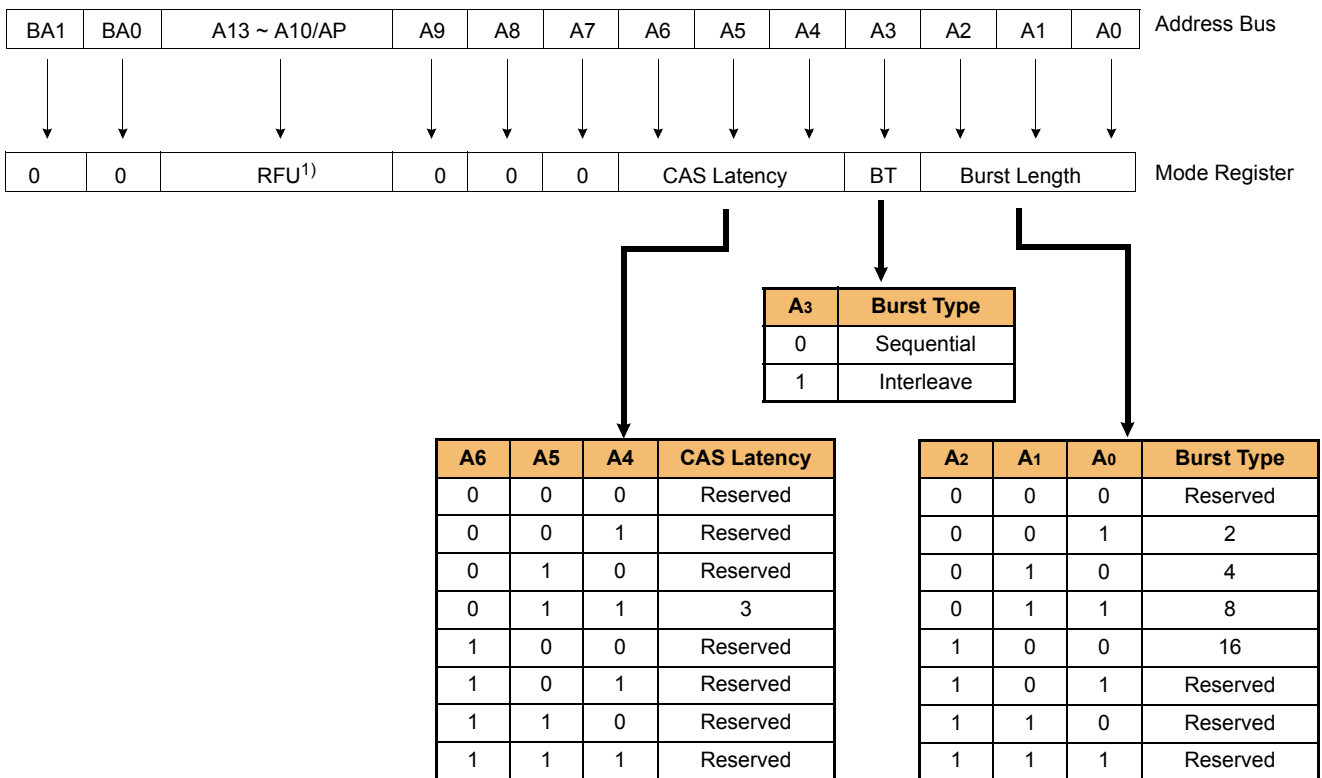 BA1 BA0 A13 ~ A10/AP A9 A8 A7 A6 A5 A4 A3 A2 A1 A0 Address Bus
0 0 RFU1) 0 0 0 CAS Latency BT Burst Length Mode Register
A3 Burst Type
0 Sequential
1 Interleave
A6 A5 A4 CAS Latency
0 0 0 Reserved
0 0 1 Reserved
0 1 0 Reserved
0 1 1 3
1 0 0 Reserved
1 0 1 Reserved
1 1 0 Reserved
1 1 1 Reserved
A2 A1 A0 Burst Type
0 0 0 Reserved
0 0 1 2
0 1 0 4
0 1 1 8
1 0 0 16
1 0 1 Reserved
1 1 0 Reserved
1 1 1 Reserved